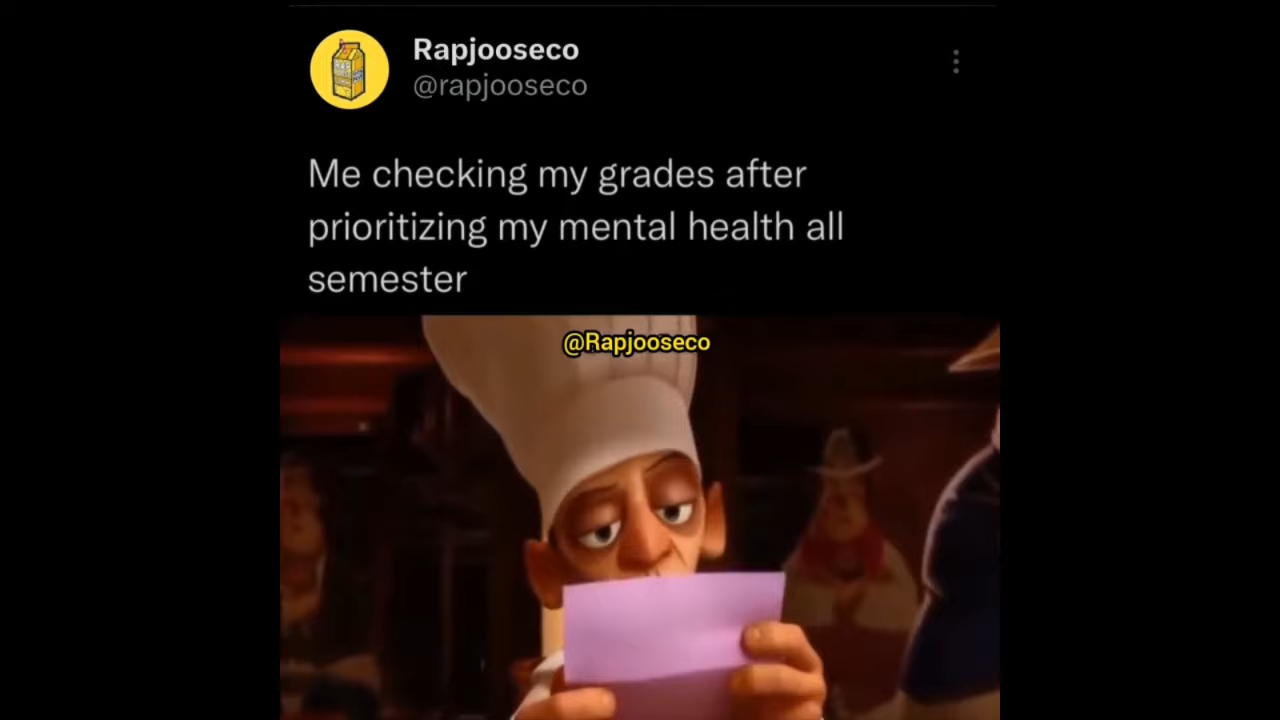 Rapjooseco
@rapjooseco
Me checking my grades after
prioritizing my mental health all
semester
@Rapjooseco